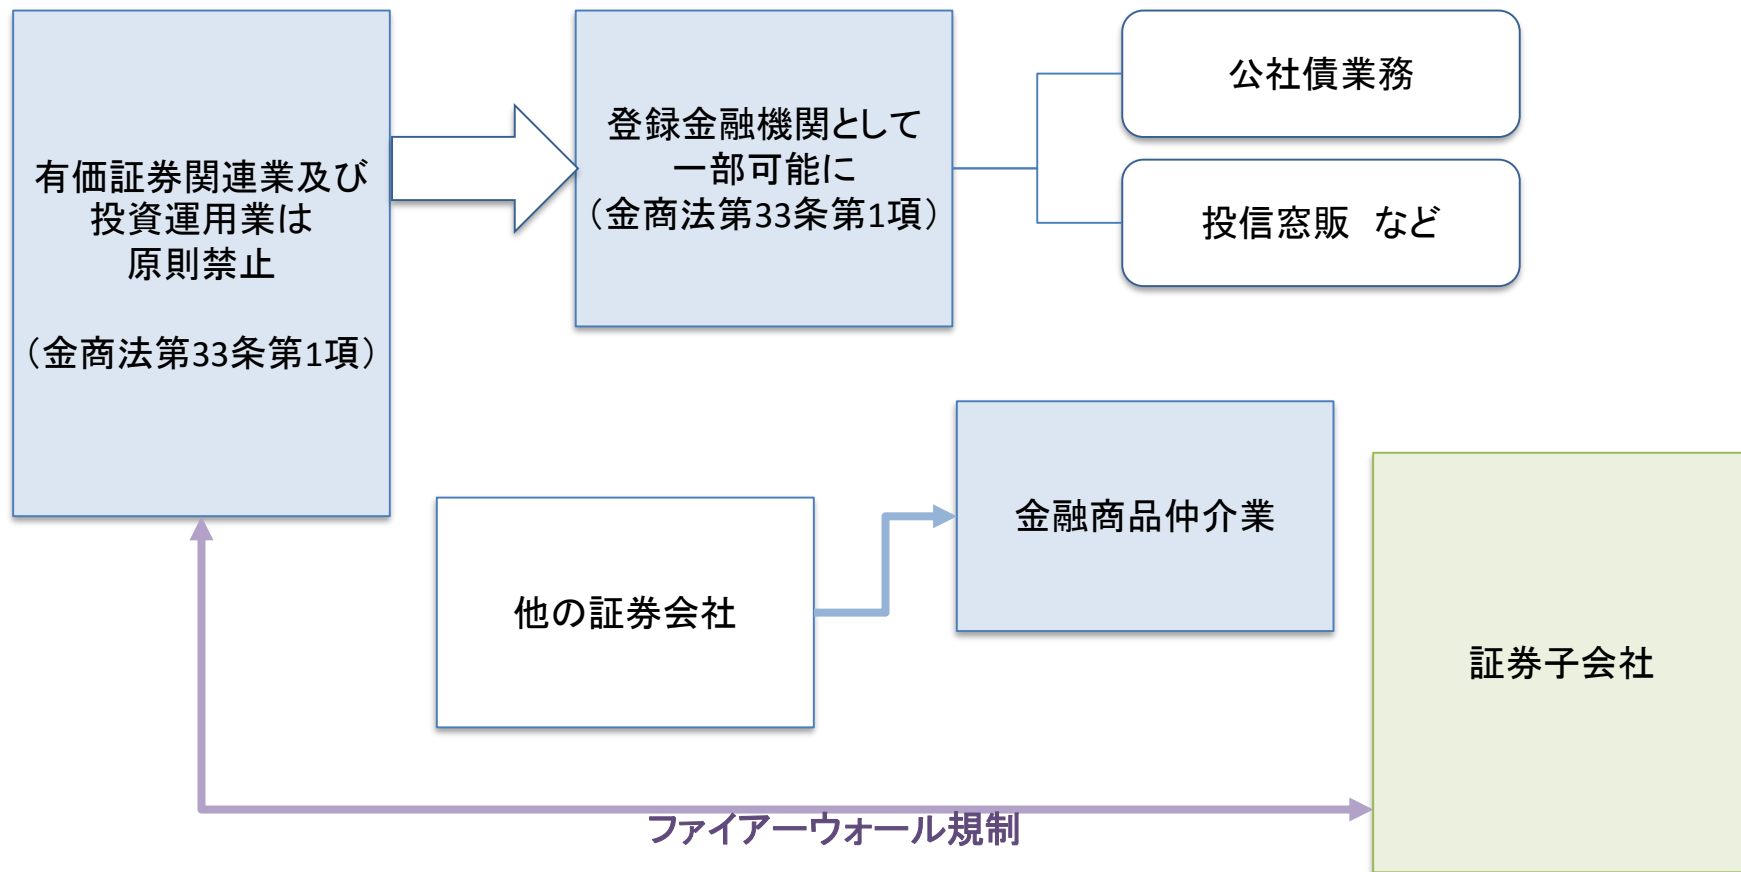 有価証券関連業及び
投資運用業は
原則禁止
（金商法第33条第1項）
登録金融機関として
一部可能に
（金商法第33条第1項）
公社債業務
投信窓販　など
金融商品仲介業
他の証券会社
証券子会社
ファイアーウォール規制